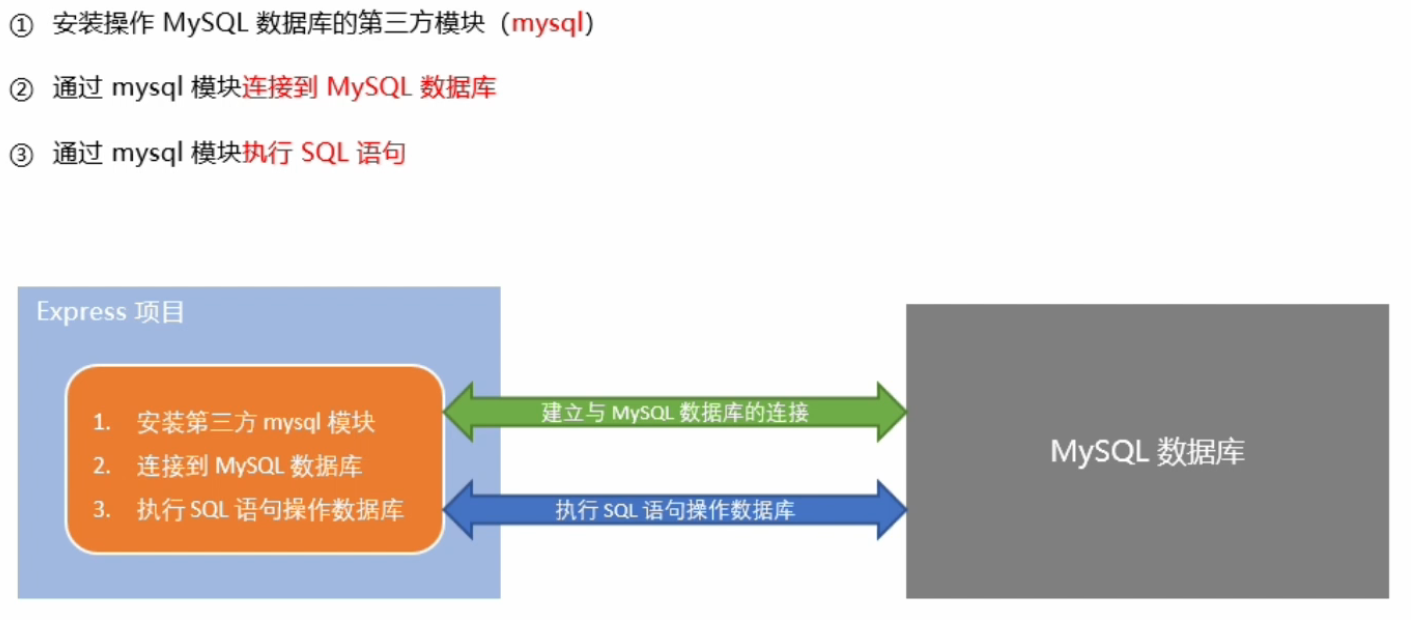 ① 安装操作 MySQL 数据库的第三方模块（mysql）
② 通过 mysql 模块连接到 MySQL 数据库
③ 通过 mysql 模块执行 SQL 语句
Express 项目
1. 安装第三方 mysql 模块
2. 连接到 MySQL 数据库
3. 执行 SQL 语句操作数据库
建立与 MySQL 数据库的连接
执行 SQL 语句操作数据库
MySQL 数据库